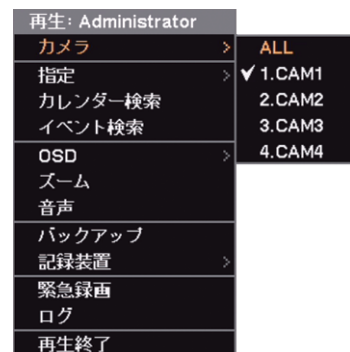 再生: Administrator
カメラ >
指定 >
カレンダー検索
イベント検索
OSD >
ズーム
音声
バックアップ
記録装置 >
緊急録画
ログ
再生終了
ALL
✓ 1.CAM1
2.CAM2
3.CAM3
4.CAM4